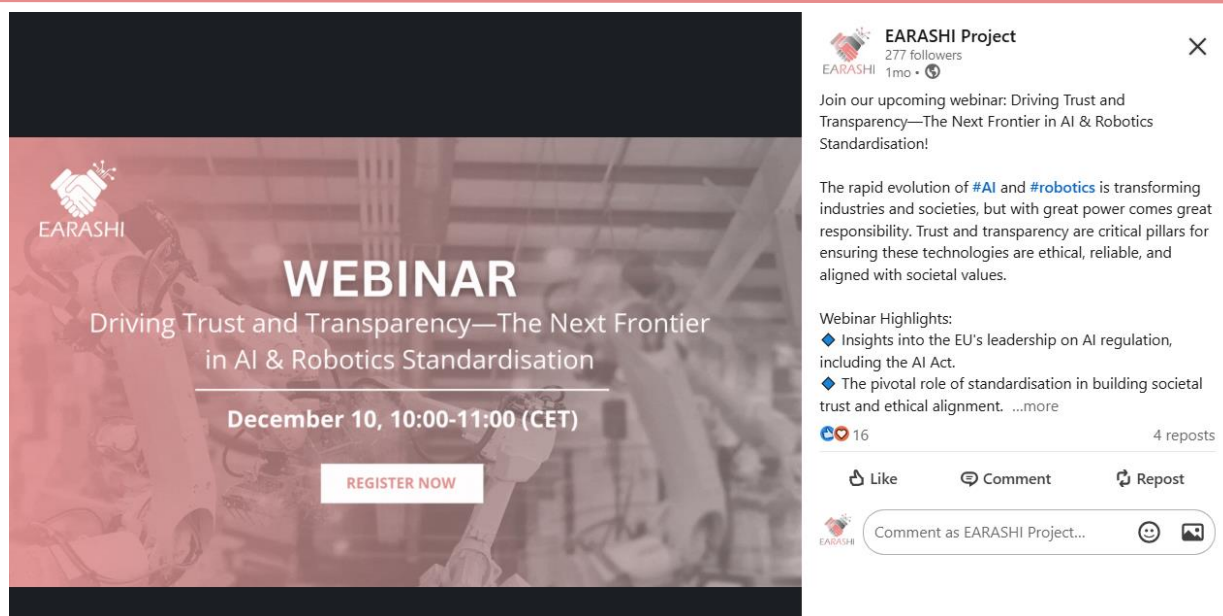 EARASHI
WEBINAR
Driving Trust and Transparency—The Next Frontier
in AI & Robotics Standardisation
December 10, 10:00-11:00 (CET)
REGISTER NOW
EARASHI
EARASHI Project
277 followers
1mo •
Join our upcoming webinar: Driving Trust and
Transparency—The Next Frontier in AI & Robotics
Standardisation!
The rapid evolution of #AI and #robotics is transforming
industries and societies, but with great power comes great
responsibility. Trust and transparency are critical pillars for
ensuring these technologies are ethical, reliable, and
aligned with societal values.
Webinar Highlights:
🔹 Insights into the EU's leadership on AI regulation,
including the AI Act.
🔹 The pivotal role of standardisation in building societal
trust and ethical alignment. ...more
16 4 reposts
Like Comment Repost
EARASHI
Comment as EARASHI Project...